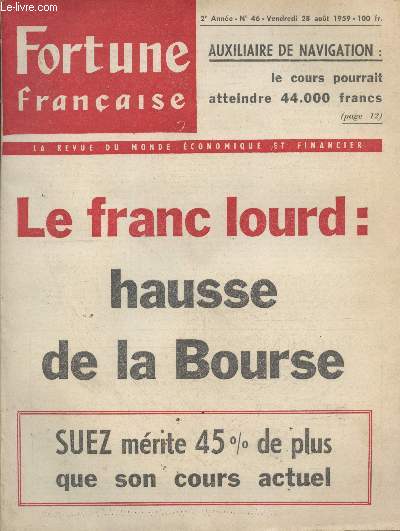 www.le-livre.com
Fortune
Française
2e Année - N° 46 - Vendredi 28 août 1959 - 100 fr.
AUXILIAIRE DE NAVIGATION :
le cours pourrait
atteindre 44.000 francs
(page 12)
LA REVUE DU MONDE ÉCONOMIQUE ET FINANCIER
Le franc lourd :
hausse
de la Bourse
SUEZ mérite 45% de plus
que son cours actuel